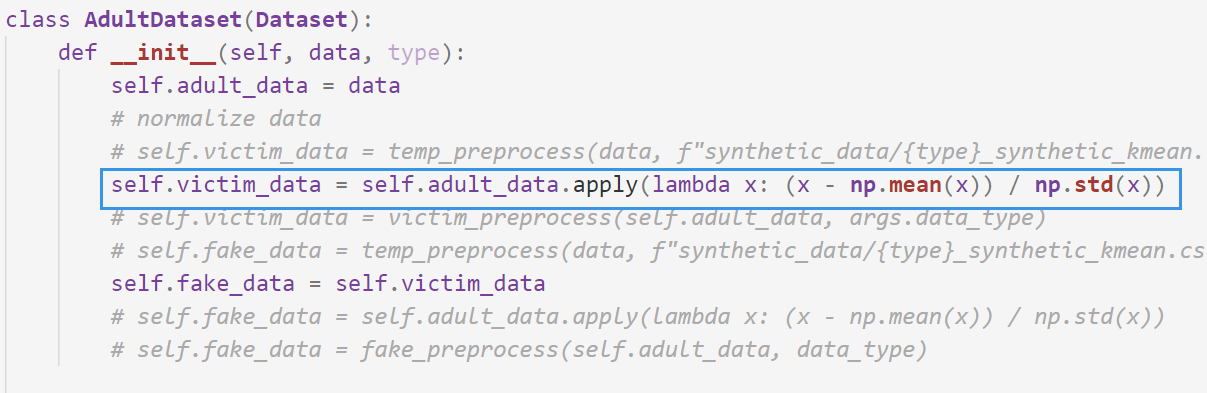 class AdultDataset(Dataset):
    def __init__(self, data, type):
        self.adult_data = data
        # normalize data
        # self.victim_data = temp_preprocess(data, f"synthetic_data/{type}_synthetic_kmean.
        self.victim_data = self.adult_data.apply(lambda x: (x - np.mean(x)) / np.std(x))
        # self.victim_data = victim_preprocess(self.adult_data, args.data_type)
        # self.fake_data = temp_preprocess(data, f"synthetic_data/{type}_synthetic_kmean.cs
        self.fake_data = self.victim_data
        # self.fake_data = self.adult_data.apply(lambda x: (x - np.mean(x)) / np.std(x))
        # self.fake_data = fake_preprocess(self.adult_data, data_type)